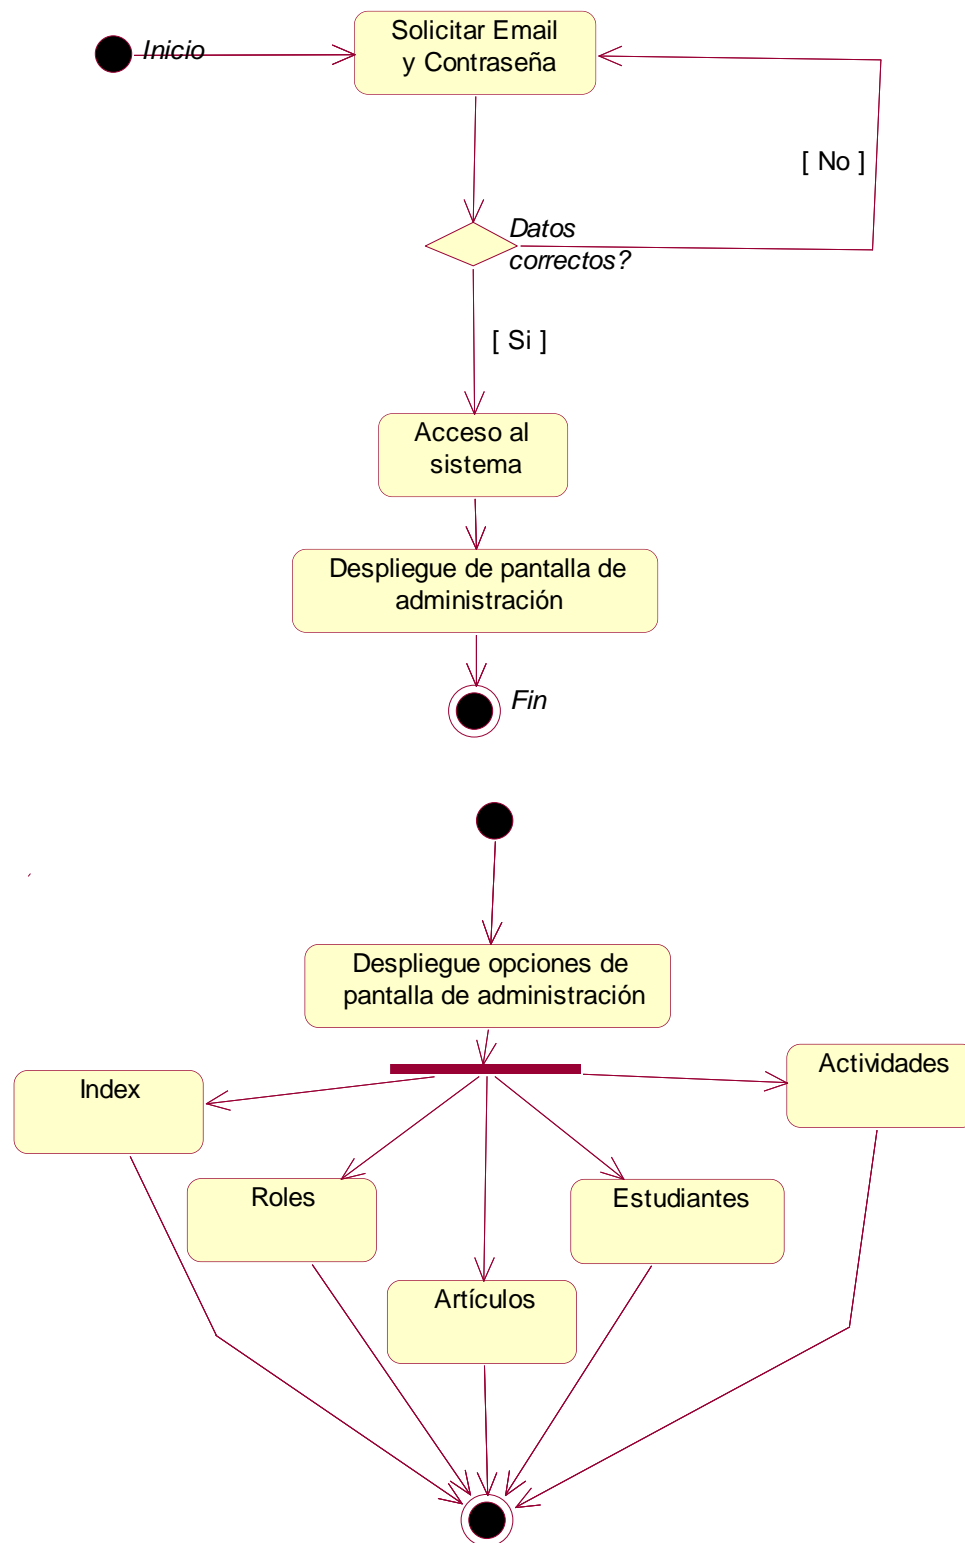 Inicio
Solicitar Email
y Contraseña
[ No ]
Datos
correctos?
[ Si ]
Acceso al
sistema
Despliegue de pantalla de
administración
Fin
Despliegue opciones de
pantalla de administración
Index
Actividades
Roles
Estudiantes
Artículos